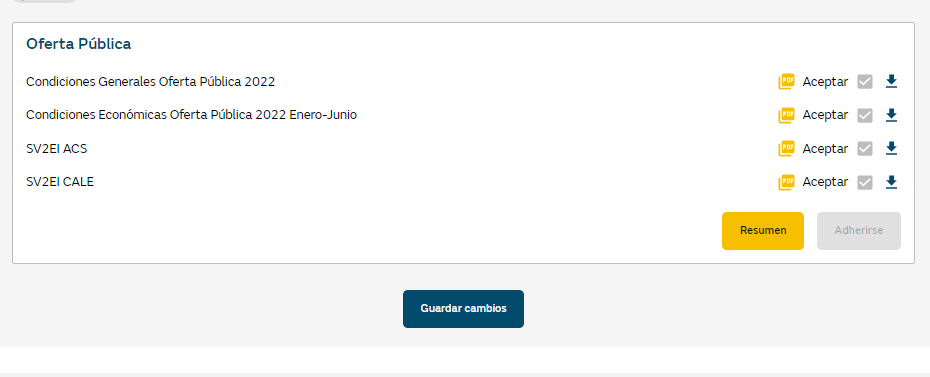 Oferta Pública
Condiciones Generales Oferta Pública 2022 PDF Aceptar
Condiciones Económicas Oferta Pública 2022 Enero-Junio PDF Aceptar
SV2EI ACS PDF Aceptar
SV2EI CALE PDF Aceptar
Resumen Adherirse
Guardar cambios